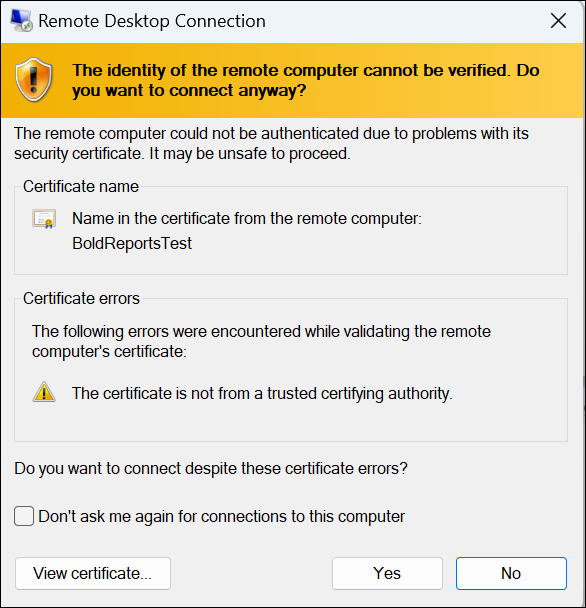 Remote Desktop Connection
The identity of the remote computer cannot be verified. Do
you want to connect anyway?
The remote computer could not be authenticated due to problems with its
security certificate. It may be unsafe to proceed.
Certificate name
Name in the certificate from the remote computer:
BoldReportsTest
Certificate errors
The following errors were encountered while validating the remote
computer's certificate:
The certificate is not from a trusted certifying authority.
Do you want to connect despite these certificate errors?
Don't ask me again for connections to this computer
View certificate...
Yes
No